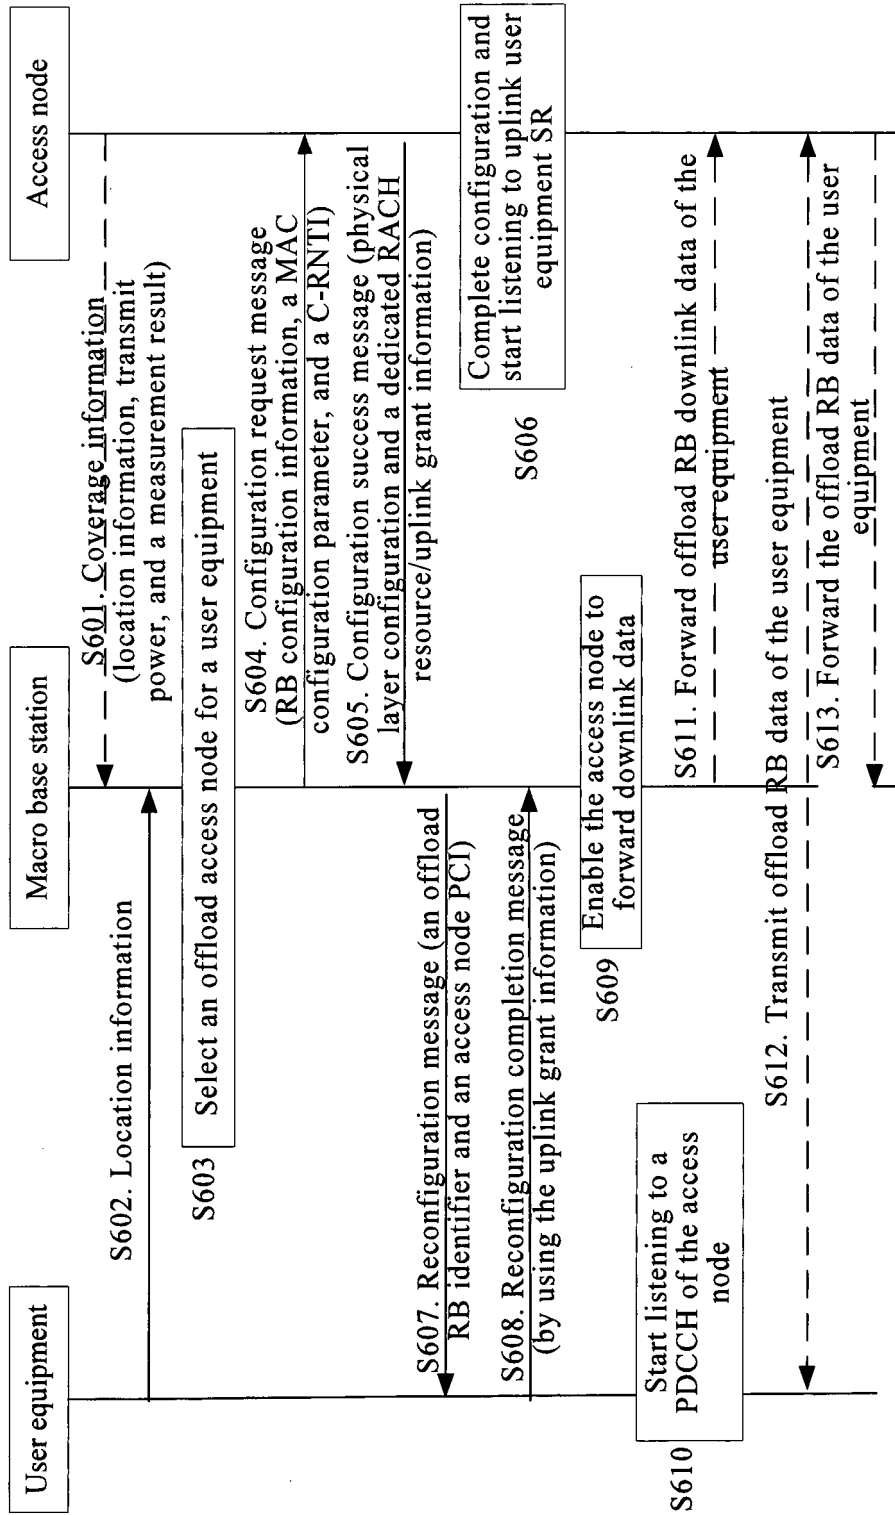 User equipment
Macro base station
Access node
S601. Coverage information
(location information, transmit
power, and a measurement result)
S602. Location information
S603
Select an offload access node for a user equipment
S604. Configuration request message
(RB configuration information, a MAC
configuration parameter, and a C-RNTI)
S605. Configuration success message (physical
layer configuration and a dedicated RACH
resource/uplink grant information)
Complete configuration and
start listening to uplink user
equipment SR
S606
S607. Reconfiguration message (an offload
RB identifier and an access node PCI)
S608. Reconfiguration completion message
(by using the uplink grant information)
Enable the access node to
forward downlink data
S609
Start listening to a
PDCCH of the access
node
S610
S611. Forward offload RB downlink data of the
user equipment
S612. Transmit offload RB data of the user equipment
S613. Forward the offload RB data of the user
equipment